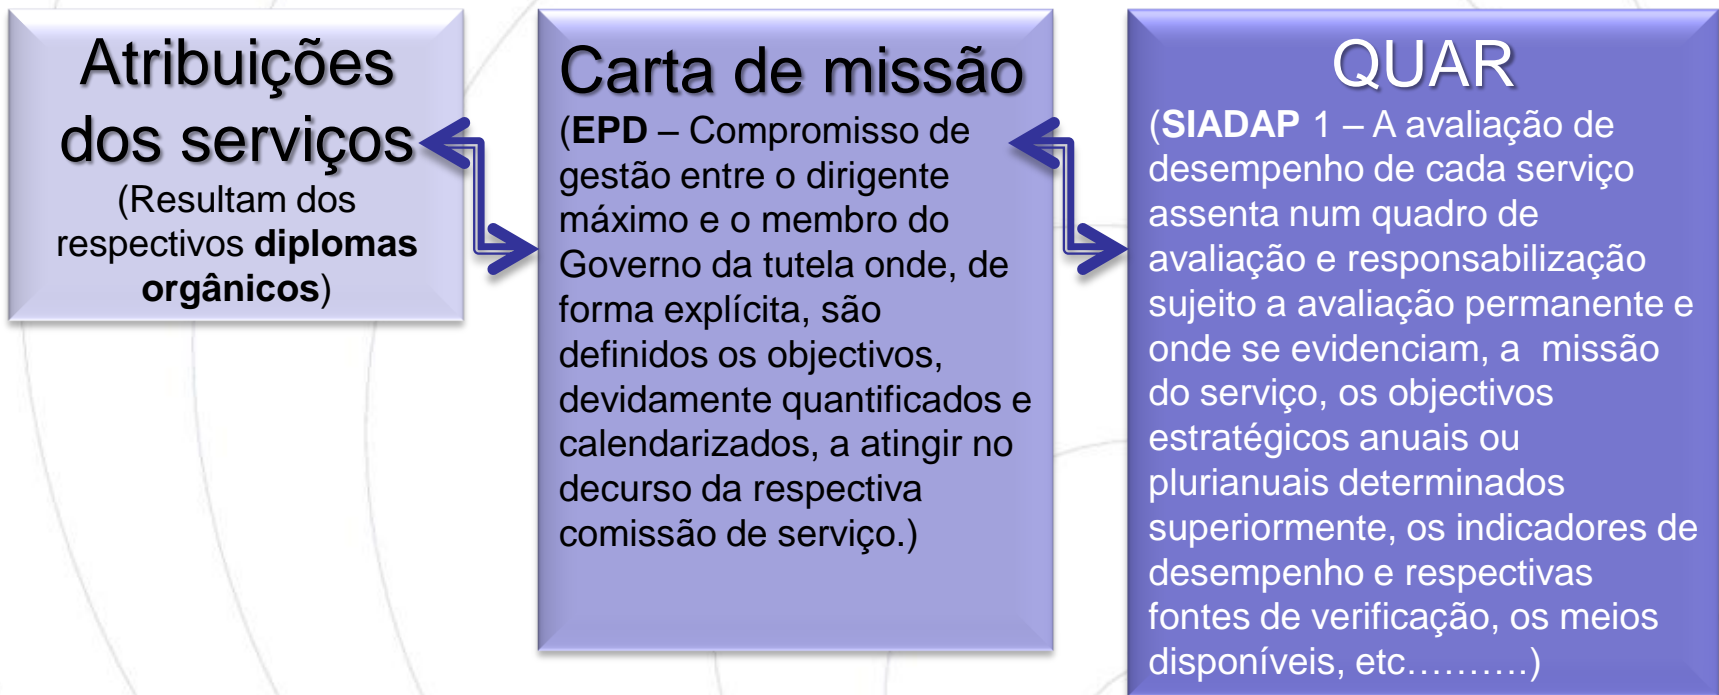 Atribuições
dos serviços
(Resultam dos
respectivos diplomas
orgânicos)
Carta de missão
(EPD – Compromisso de
gestão entre o dirigente
máximo e o membro do
Governo da tutela onde, de
forma explícita, são
definidos os objectivos,
devidamente quantificados e
calendarizados, a atingir no
decurso da respectiva
comissão de serviço.)
QUAR
(SIADAP 1 – A avaliação de
desempenho de cada serviço
assenta num quadro de
avaliação e responsabilização
sujeito a avaliação permanente e
onde se evidenciam, a  missão
do serviço, os objectivos
estratégicos anuais ou
plurianuais determinados
superiormente, os indicadores de
desempenho e respectivas
fontes de verificação, os meios
disponíveis, etc……….)